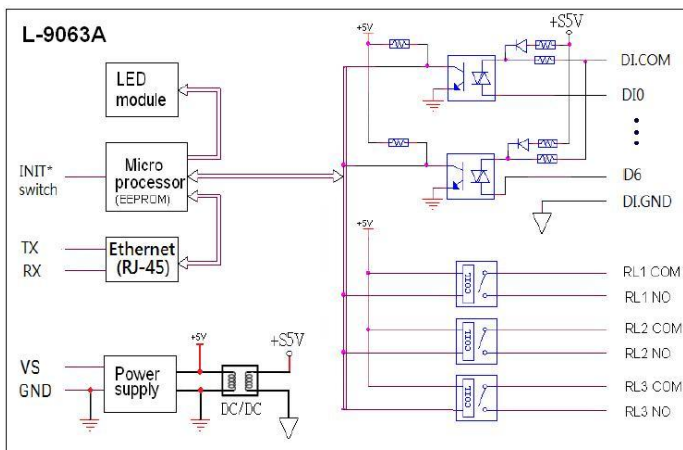 L-9063A
LED
module
INIT*
switch
Micro
processor
(EEPROM)
TX
RX
Ethernet
(RJ-45)
VS
GND
Power
supply
+5V
+S5V
DC/DC
+5V
+S5V
DI.COM
DI0
D6
DI.GND
+5V
COIL
RL1 COM
RL1 NO
COIL
RL2 COM
RL2 NO
COIL
RL3 COM
RL3 NO